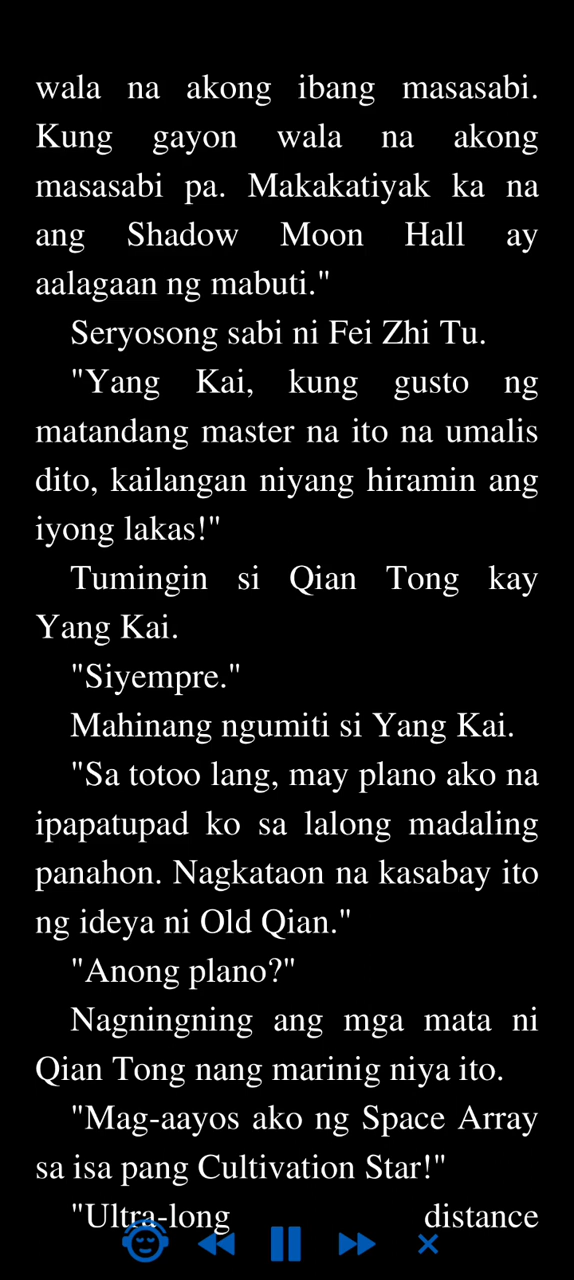 wala na akong ibang masasabi.
Kung gayon wala na akong
masasabi pa. Makakatiyak ka na
ang Shadow Moon Hall ay
aalagaan ng mabuti."
Seryosong sabi ni Fei Zhi Tu.
"Yang Kai, kung gusto ng
matandang master na ito na umalis
dito, kailangan niyang hiramin ang
iyong lakas!"
Tumingin si Qian Tong kay
Yang Kai.
"Siyempre."
Mahinang ngumiti si Yang Kai.
"Sa totoo lang, may plano ako na
ipapatupad ko sa lalong madaling
panahon. Nagkataon na kasabay ito
ng ideya ni Old Qian."
"Anong plano?"
Nagningning ang mga mata ni
Qian Tong nang marinig niya ito.
"Mag-aayos ako ng Space Array
sa isa pang Cultivation Star!"
"Ultra-long distance